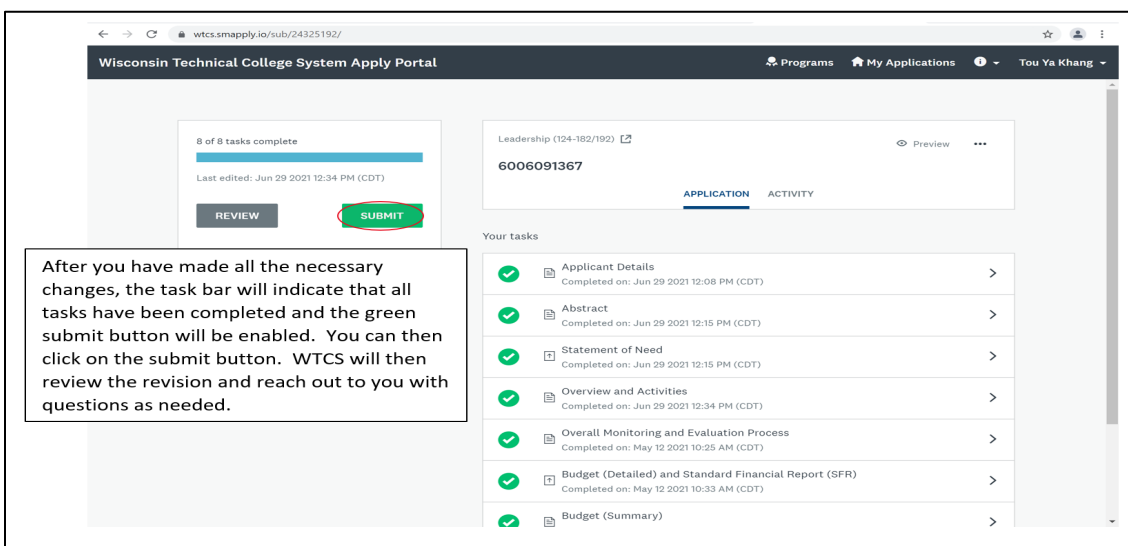 wtcs.smapply.io/sub/24325192/
Wisconsin Technical College System Apply Portal
Programs
My Applications
Tou Ya Khang
8 of 8 tasks complete
Last edited: Jun 29 2021 12:34 PM (CDT)
REVIEW
SUBMIT
After you have made all the necessary
changes, the task bar will indicate that all
tasks have been completed and the green
submit button will be enabled.  You can then
click on the submit button.  WTCS will then
review the revision and reach out to you with
questions as needed.
Leadership (124-182/192)
Preview
6006091367
APPLICATION
ACTIVITY
Your tasks
Applicant Details
Completed on: Jun 29 2021 12:08 PM (CDT)
Abstract
Completed on: Jun 29 2021 12:15 PM (CDT)
Statement of Need
Completed on: Jun 29 2021 12:15 PM (CDT)
Overview and Activities
Completed on: Jun 29 2021 12:34 PM (CDT)
Overall Monitoring and Evaluation Process
Completed on: May 12 2021 10:25 AM (CDT)
Budget (Detailed) and Standard Financial Report (SFR)
Completed on: May 12 2021 10:33 AM (CDT)
Budget (Summary)